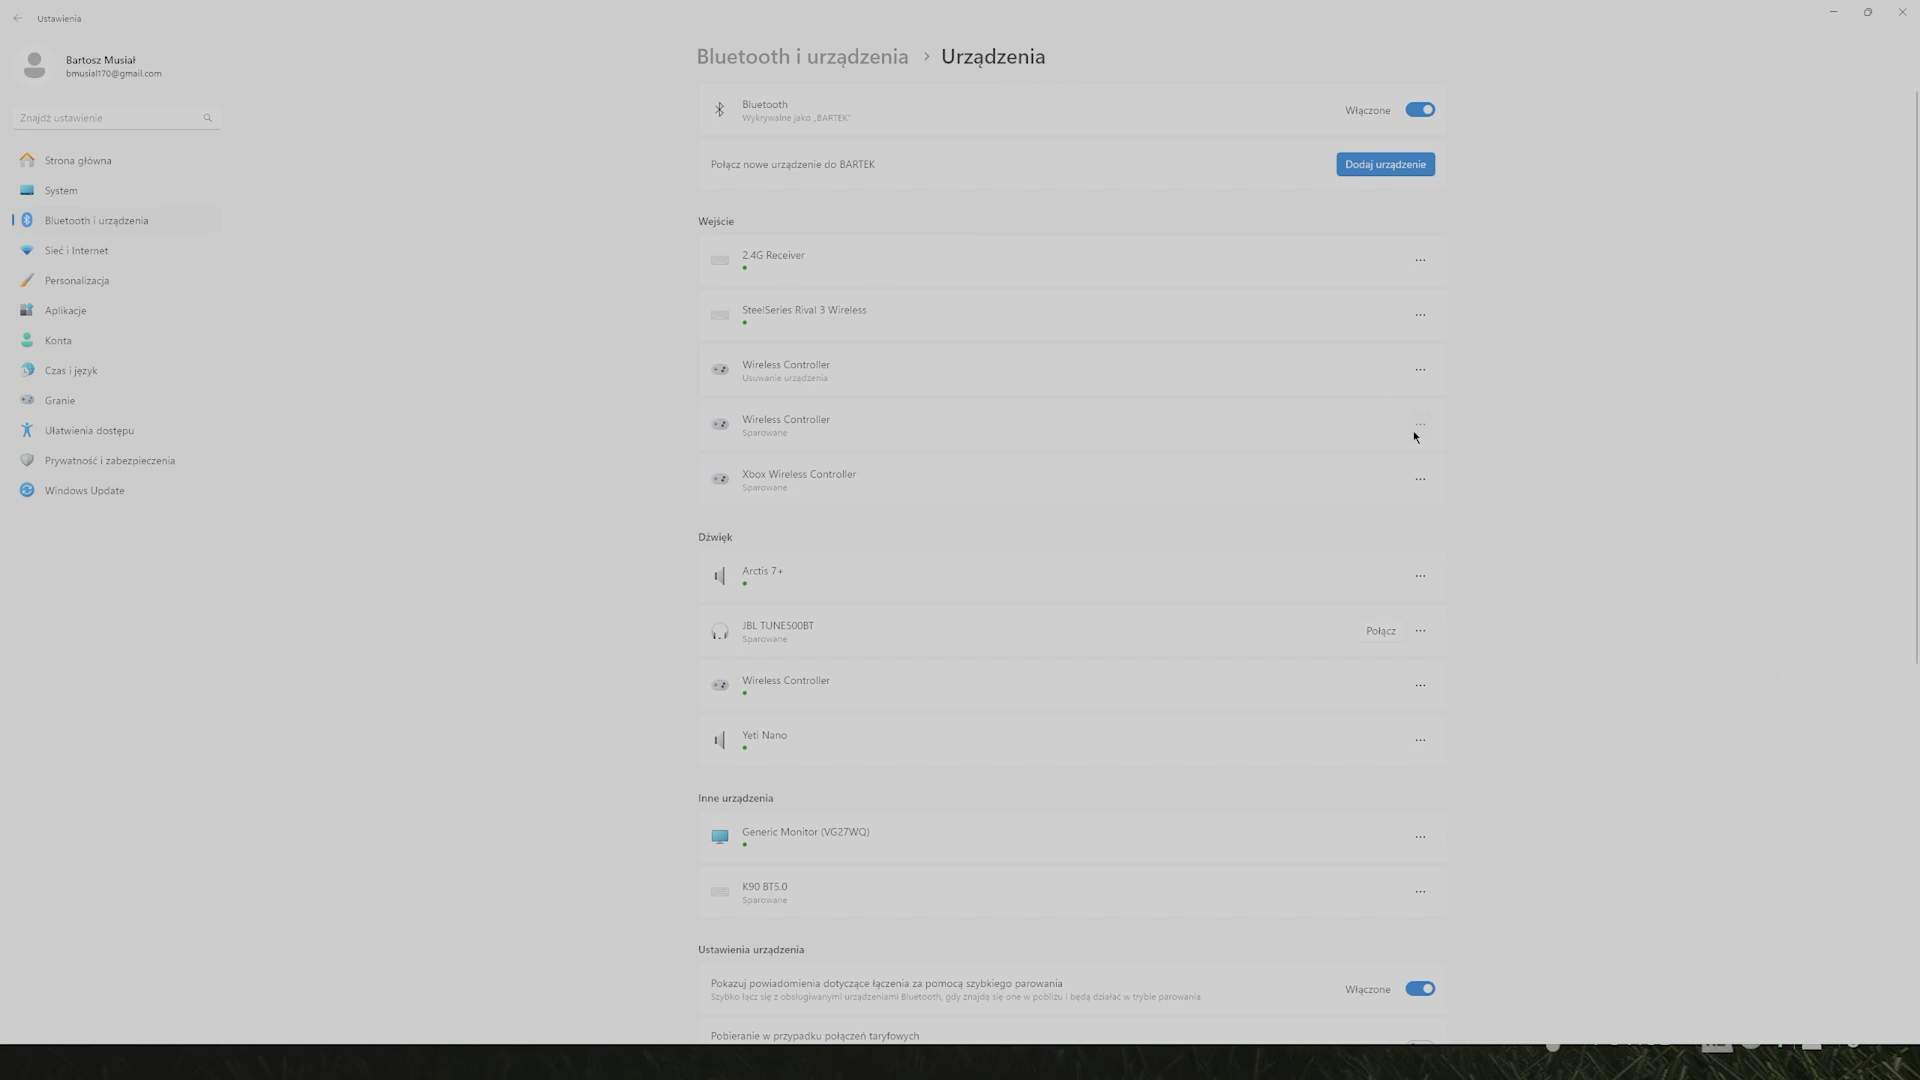 Ustawienia
Bartosz Musiał
bmusial170@gmail.com
Znajdź ustawienie
Strona główna
System
Bluetooth i urządzenia
Sieć i Internet
Personalizacja
Aplikacje
Konta
Czas i język
Granie
Ułatwienia dostępu
Prywatność i zabezpieczenia
Windows Update
Bluetooth i urządzenia › Urządzenia
Bluetooth
Wykrywalne jako „BARTEK”
Włączone
Połącz nowe urządzenie do BARTEK
Dodaj urządzenie
Wejście
2.4G Receiver
SteelSeries Rival 3 Wireless
Wireless Controller
Usuwanie urządzenia
Wireless Controller
Sparowane
Xbox Wireless Controller
Sparowane
Dźwięk
Arctis 7+
JBL TUNE500BT
Sparowane
Połącz
Wireless Controller
Yeti Nano
Inne urządzenia
Generic Monitor (VG27WQ)
K90 BT5.0
Sparowane
Ustawienia urządzenia
Pokazuj powiadomienia dotyczące łączenia za pomocą szybkiego parowania
Szybko łącz się z obsługiwanymi urządzeniami Bluetooth, gdy znajdą się one w pobliżu i będą działać w trybie parowania
Włączone
Pobieranie w przypadku połączeń taryfowych